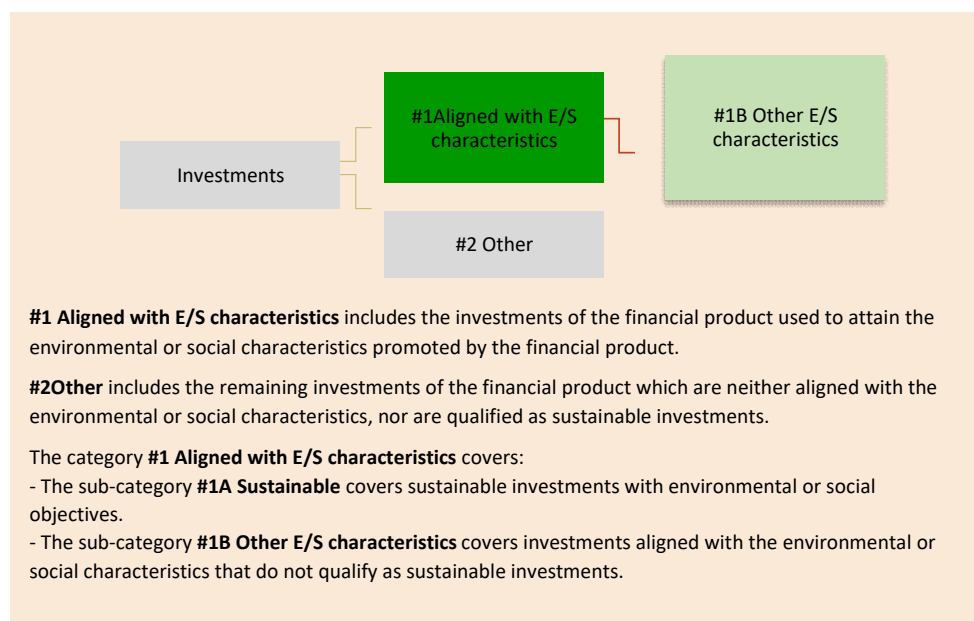 #1Aligned with E/S
characteristics
#1B Other E/S
characteristics
Investments
#2 Other
#1 Aligned with E/S characteristics includes the investments of the financial product used to attain the
environmental or social characteristics promoted by the financial product.
#2Other includes the remaining investments of the financial product which are neither aligned with the
environmental or social characteristics, nor are qualified as sustainable investments.
The category #1 Aligned with E/S characteristics covers:
- The sub-category #1A Sustainable covers sustainable investments with environmental or social
objectives.
- The sub-category #1B Other E/S characteristics covers investments aligned with the environmental or
social characteristics that do not qualify as sustainable investments.